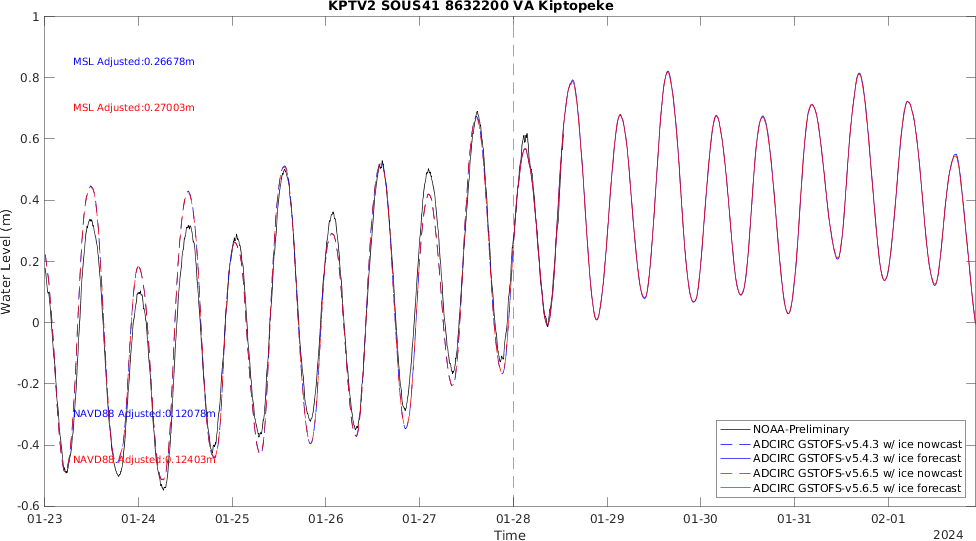 KPTV2 SOUS41 8632200 VA Kiptopeke
1
0.8
0.6
0.4
0.2
0
-0.2
-0.4
-0.6
Water Level (m)
MSL Adjusted:0.26678m
MSL Adjusted:0.27003m
NAVD88 Adjusted:0.12078m
NAVD88 Adjusted:0.12403m
NOAA-Preliminary
ADCIRC GSTOFS-v5.4.3 w/ ice nowcast
ADCIRC GSTOFS-v5.4.3 w/ ice forecast
ADCIRC GSTOFS-v5.6.5 w/ ice nowcast
ADCIRC GSTOFS-v5.6.5 w/ ice forecast
01-23 01-24 01-25 01-26 01-27 01-28 01-29 01-30 01-31 02-01
Time
2024